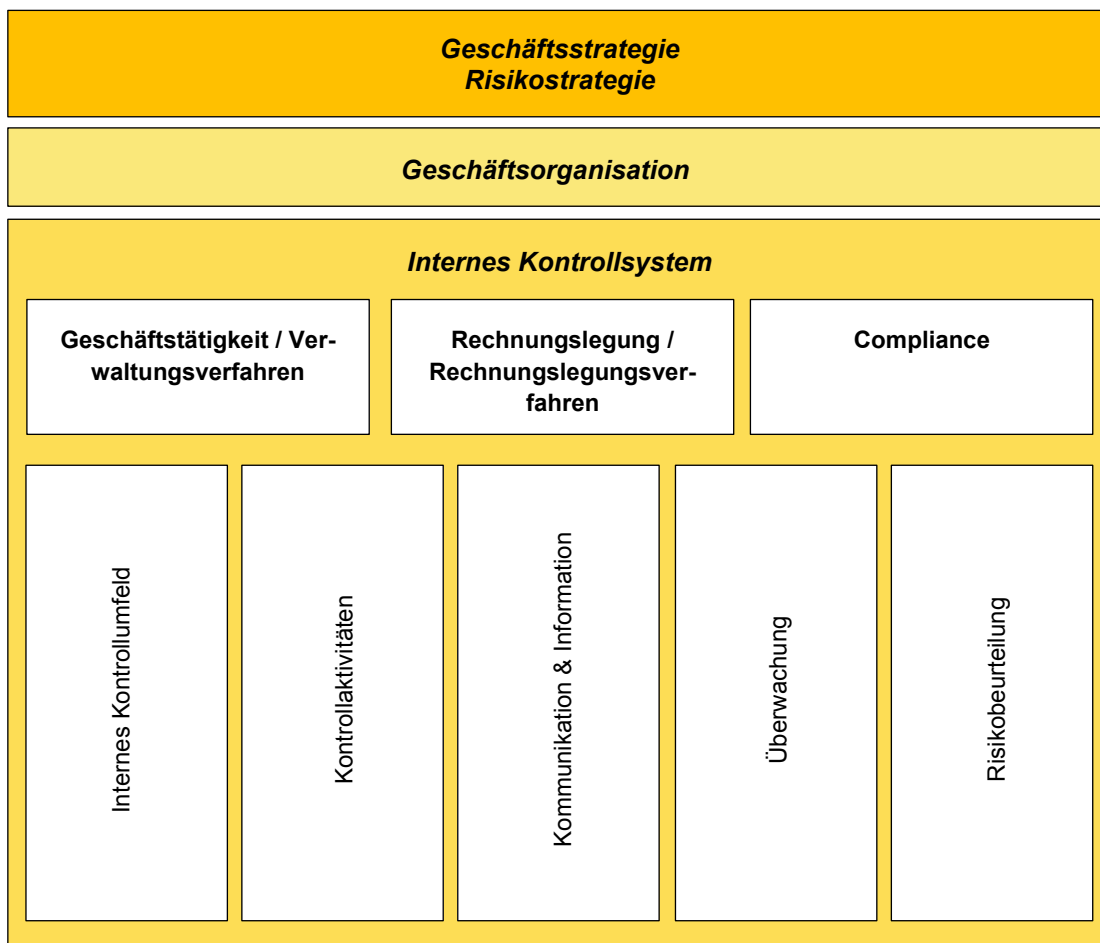 Geschäftsstrategie
Risikostrategie
Geschäftsorganisation
Internes Kontrollsystem
Geschäftstätigkeit / Ver-
waltungsverfahren
Rechnungslegung /
Rechnungslegungsver-
fahren
Compliance
Internes Kontrollumfeld
Kontrollaktivitäten
Kommunikation & Information
Überwachung
Risikobeurteilung